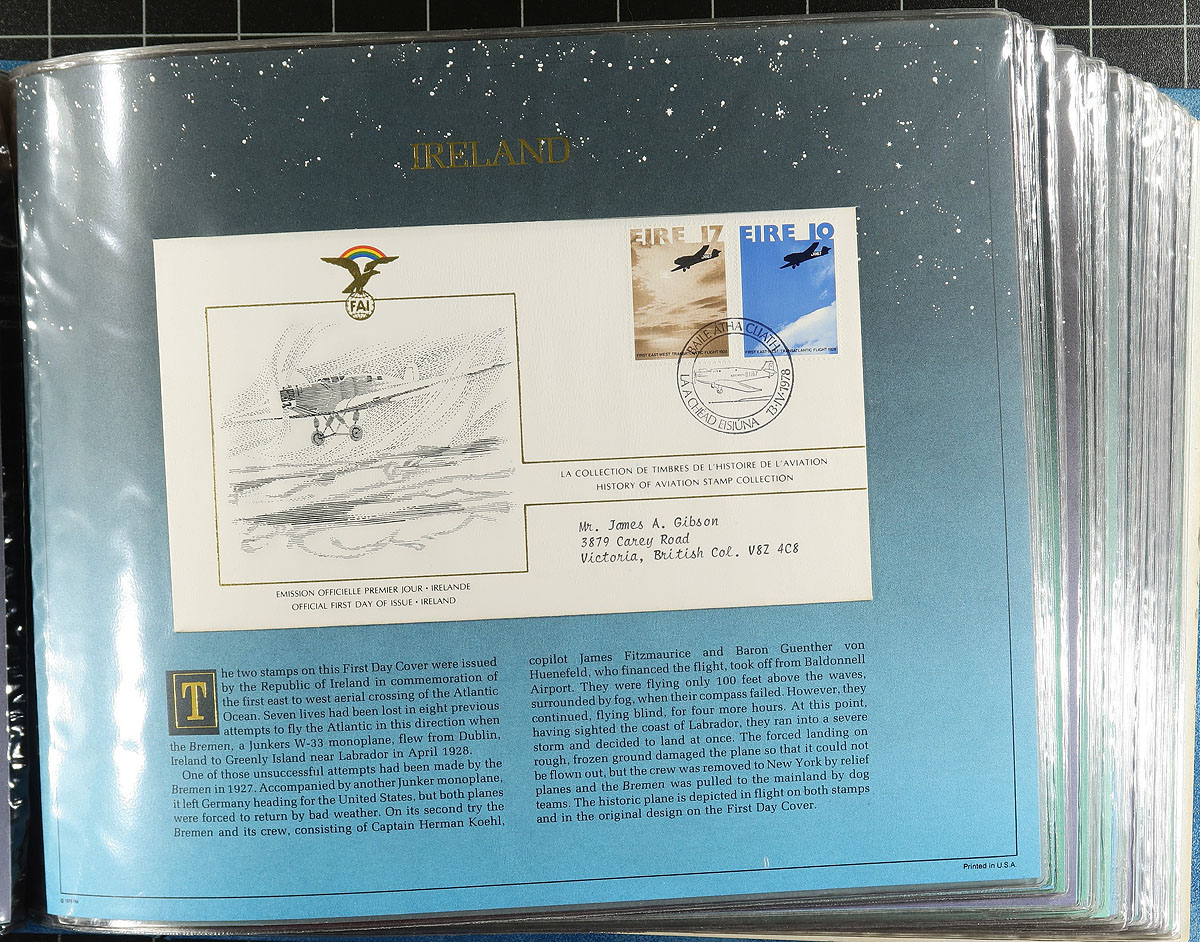 IRELAND
FAI
EIRE 17
EIRE 10
FIRST EAST-WEST TRANSATLANTIC FLIGHT 1928
FIRST EAST-WEST TRANSATLANTIC FLIGHT 1928
BAILE ÁTHA CLIATH
LÁ A CHÉAD EISIÚNA 13·IV·1978
LA COLLECTION DE TIMBRES DE L'HISTOIRE DE L'AVIATION
HISTORY OF AVIATION STAMP COLLECTION
Mr. James A. Gibson
3879 Carey Road
Victoria, British Col. V8Z 4C8
EMISSION OFFICIELLE PREMIER JOUR · IRELANDE
OFFICIAL FIRST DAY OF ISSUE · IRELAND
The two stamps on this First Day Cover were issued
by the Republic of Ireland in commemoration of
the first east to west aerial crossing of the Atlantic
Ocean. Seven lives had been lost in eight previous
attempts to fly the Atlantic in this direction when
the Bremen, a Junkers W-33 monoplane, flew from Dublin,
Ireland to Greenly Island near Labrador in April 1928.
One of those unsuccessful attempts had been made by the
Bremen in 1927. Accompanied by another Junker monoplane,
it left Germany heading for the United States, but both planes
were forced to return by bad weather. On its second try the
Bremen and its crew, consisting of Captain Herman Koehl,
copilot James Fitzmaurice and Baron Guenther von
Huenefeld, who financed the flight, took off from Baldonnell
Airport. They were flying only 100 feet above the waves,
surrounded by fog, when their compass failed. However, they
continued, flying blind, for four more hours. At this point,
having sighted the coast of Labrador, they ran into a severe
storm and decided to land at once. The forced landing on
rough, frozen ground damaged the plane so that it could not
be flown out, but the crew was removed to New York by relief
planes and the Bremen was pulled to the mainland by dog
teams. The historic plane is depicted in flight on both stamps
and in the original design on the First Day Cover.
Printed in U.S.A.